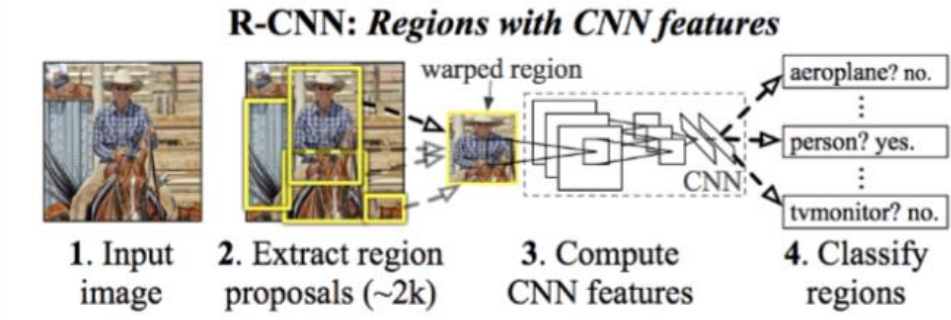 R-CNN: Regions with CNN features
warped region
aeroplane? no.
person? yes.
tvmonitor? no.
CNN
1. Input
image
2. Extract region
proposals (~2k)
3. Compute
CNN features
4. Classify
regions